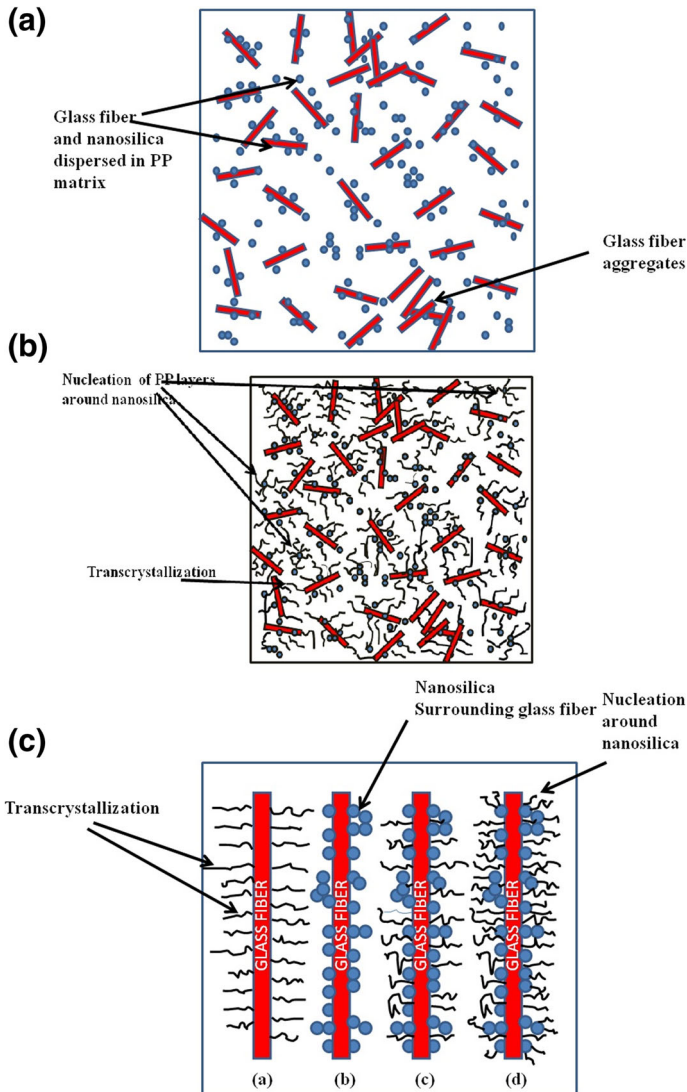 (a)
Glass fiber
and nanosilica
dispersed in PP
matrix
Glass fiber
aggregates
(b)
Nucleation of PP layers
around nanosilica
Transcrystallization
(c)
Nanosilica
Surrounding glass fiber
Nucleation
around
nanosilica
Transcrystallization
GLASS FIBER
GLASS FIBER
GLASS FIBER
GLASS FIBER
(a)
(b)
(c)
(d)